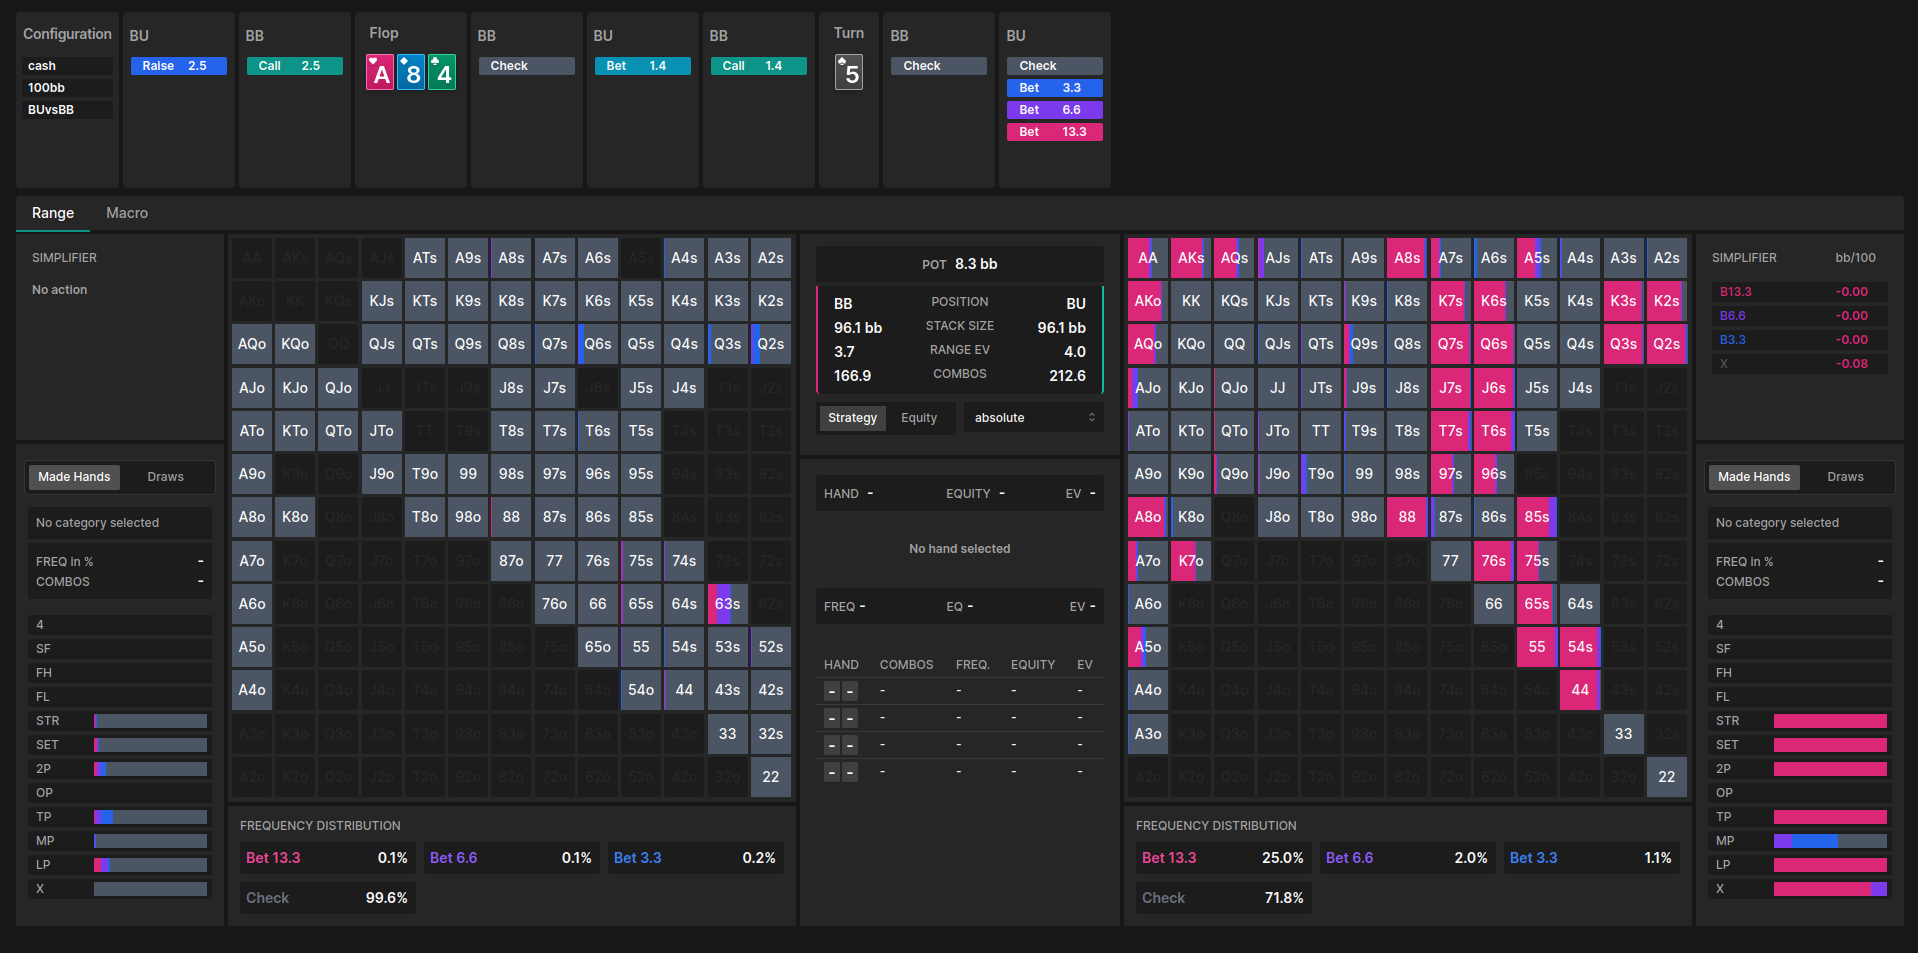 Configuration
cash
100bb
BUvsBB
BU
Raise 2.5
BB
Call 2.5
Flop
A 8 4
BB
Check
BU
Bet 1.4
BB
Call 1.4
Turn
5
BB
Check
BU
Check
Bet 3.3
Bet 6.6
Bet 13.3
Range Macro
SIMPLIFIER
No action
Made Hands Draws
No category selected
FREQ in % -
COMBOS -
4
SF
FH
FL
STR
SET
2P
OP
TP
MP
LP
X
AA AKs AQs AJs ATs A9s A8s A7s A6s A5s A4s A3s A2s
AKo KK KQs KJs KTs K9s K8s K7s K6s K5s K4s K3s K2s
AQo KQo QQ QJs QTs Q9s Q8s Q7s Q6s Q5s Q4s Q3s Q2s
AJo KJo QJo JJ JTs J9s J8s J7s J6s J5s J4s J3s J2s
ATo KTo QTo JTo TT T9s T8s T7s T6s T5s T4s T3s T2s
A9o K9o Q9o J9o T9o 99 98s 97s 96s 95s 94s 93s 92s
A8o K8o Q8o J8o T8o 98o 88 87s 86s 85s 84s 83s 82s
A7o K7o Q7o J7o T7o 97o 87o 77 76s 75s 74s 73s 72s
A6o K6o Q6o J6o T6o 96o 86o 76o 66 65s 64s 63s 62s
A5o K5o Q5o J5o T5o 95o 85o 75o 65o 55 54s 53s 52s
A4o K4o Q4o J4o T4o 94o 84o 74o 64o 54o 44 43s 42s
A3o K3o Q3o J3o T3o 93o 83o 73o 63o 53o 43o 33 32s
A2o K2o Q2o J2o T2o 92o 82o 72o 62o 52o 42o 32o 22
FREQUENCY DISTRIBUTION
Bet 13.3 0.1%
Bet 6.6 0.1%
Bet 3.3 0.2%
Check 99.6%
POT 8.3 bb
BB POSITION BU
96.1 bb STACK SIZE 96.1 bb
3.7 RANGE EV 4.0
166.9 COMBOS 212.6
Strategy Equity absolute
HAND - EQUITY - EV -
No hand selected
FREQ - EQ - EV -
HAND COMBOS FREQ. EQUITY EV
- - - - - -
- - - - - -
- - - - - -
- - - - - -
AA AKs AQs AJs ATs A9s A8s A7s A6s A5s A4s A3s A2s
AKo KK KQs KJs KTs K9s K8s K7s K6s K5s K4s K3s K2s
AQo KQo QQ QJs QTs Q9s Q8s Q7s Q6s Q5s Q4s Q3s Q2s
AJo KJo QJo JJ JTs J9s J8s J7s J6s J5s J4s J3s J2s
ATo KTo QTo JTo TT T9s T8s T7s T6s T5s T4s T3s T2s
A9o K9o Q9o J9o T9o 99 98s 97s 96s 95s 94s 93s 92s
A8o K8o Q8o J8o T8o 98o 88 87s 86s 85s 84s 83s 82s
A7o K7o Q7o J7o T7o 97o 87o 77 76s 75s 74s 73s 72s
A6o K6o Q6o J6o T6o 96o 86o 76o 66 65s 64s 63s 62s
A5o K5o Q5o J5o T5o 95o 85o 75o 65o 55 54s 53s 52s
A4o K4o Q4o J4o T4o 94o 84o 74o 64o 54o 44 43s 42s
A3o K3o Q3o J3o T3o 93o 83o 73o 63o 53o 43o 33 32s
A2o K2o Q2o J2o T2o 92o 82o 72o 62o 52o 42o 32o 22
FREQUENCY DISTRIBUTION
Bet 13.3 25.0%
Bet 6.6 2.0%
Bet 3.3 1.1%
Check 71.8%
SIMPLIFIER bb/100
B13.3 -0.00
B6.6 -0.00
B3.3 -0.00
X -0.08
Made Hands Draws
No category selected
FREQ in % -
COMBOS -
4
SF
FH
FL
STR
SET
2P
OP
TP
MP
LP
X